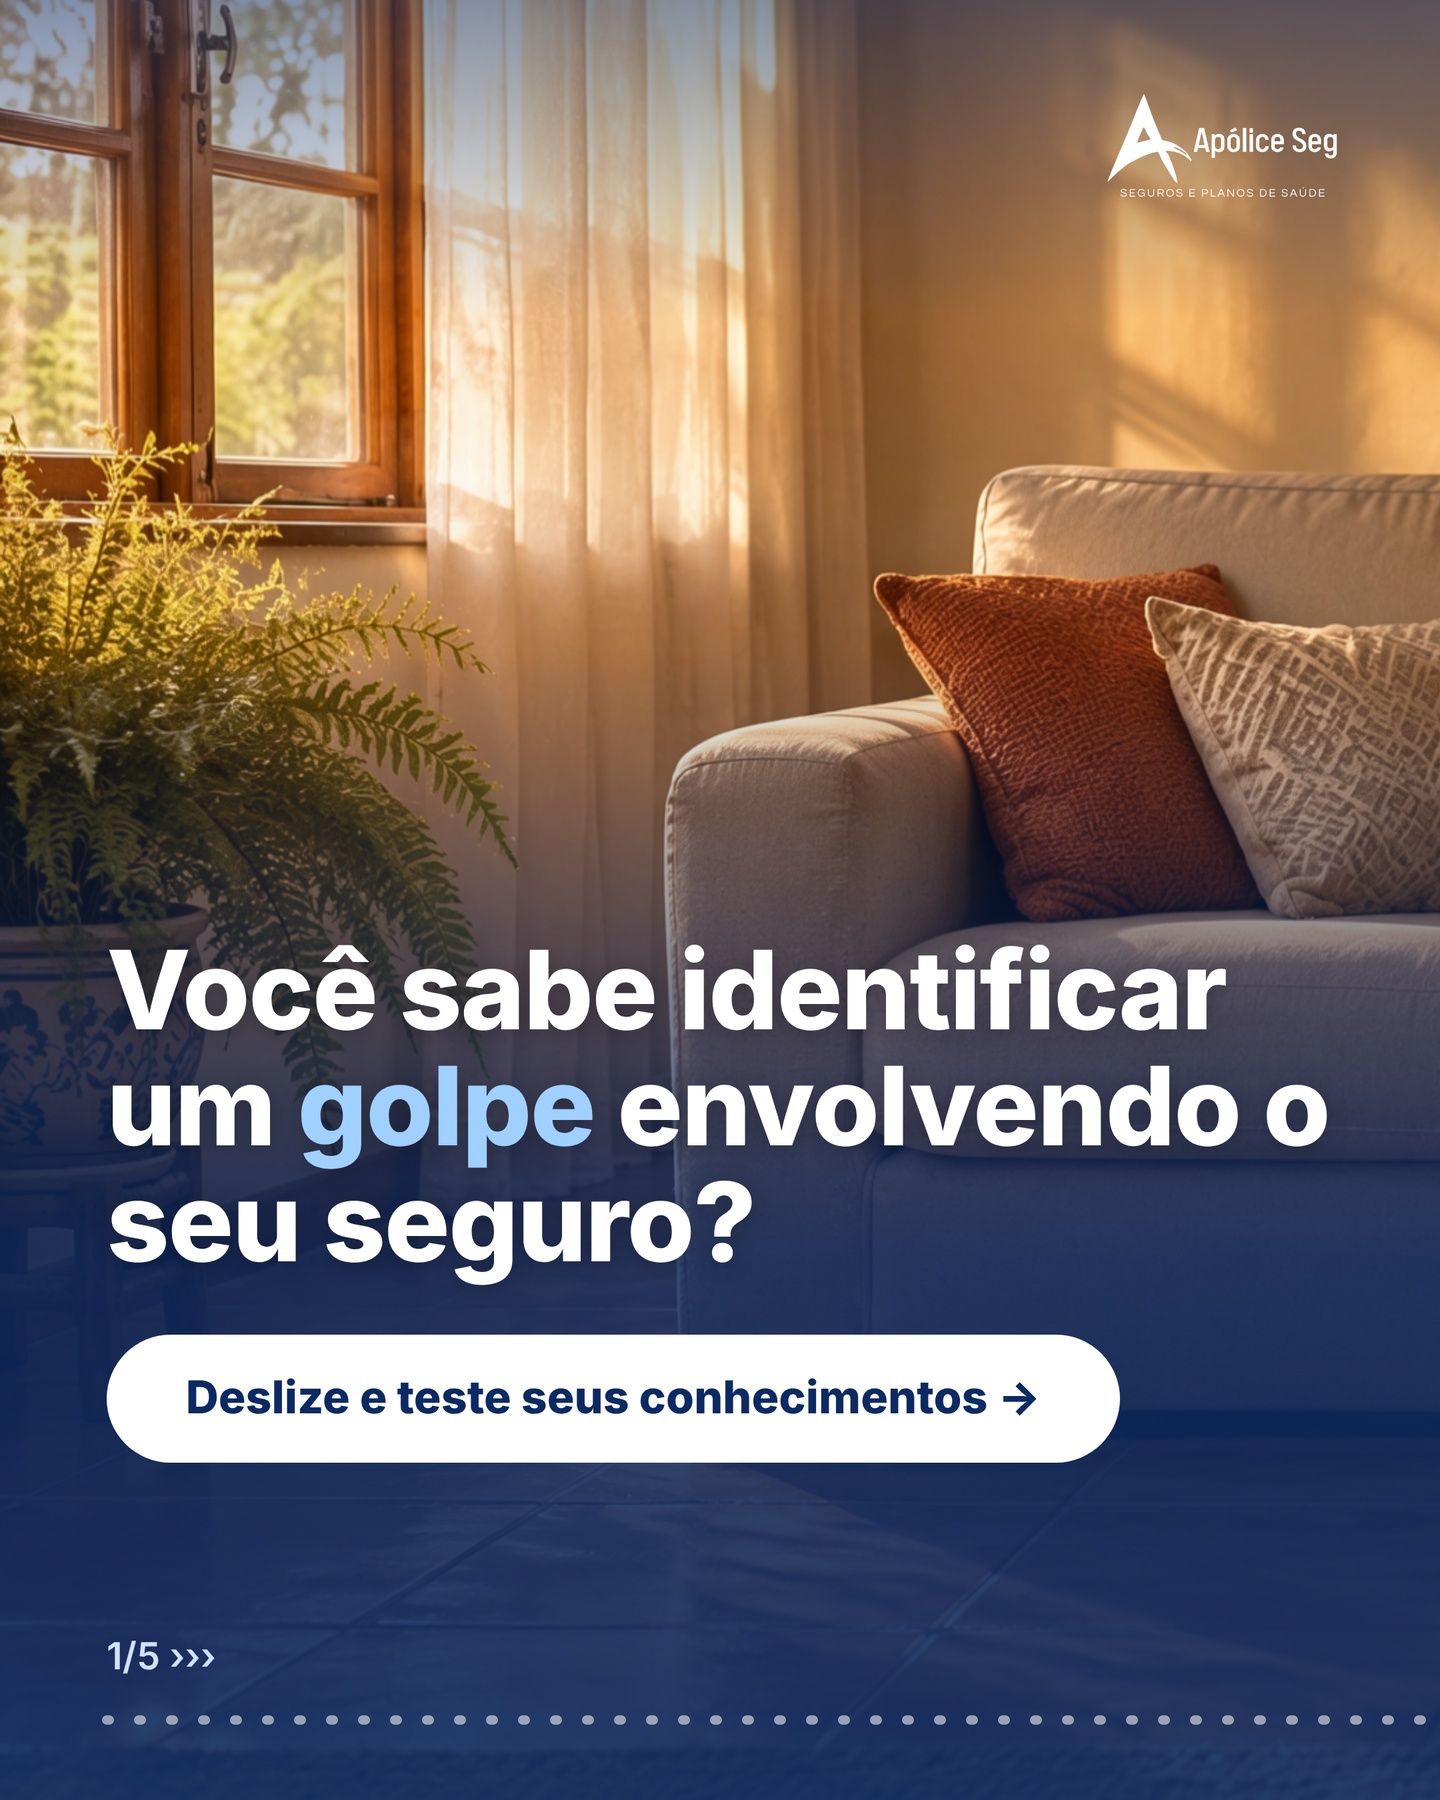 Apólice Seg
SEGUROS E PLANOS DE SAÚDE
Você sabe identificar
um golpe envolvendo o
seu seguro?
Deslize e teste seus conhecimentos →
1/5 ›››